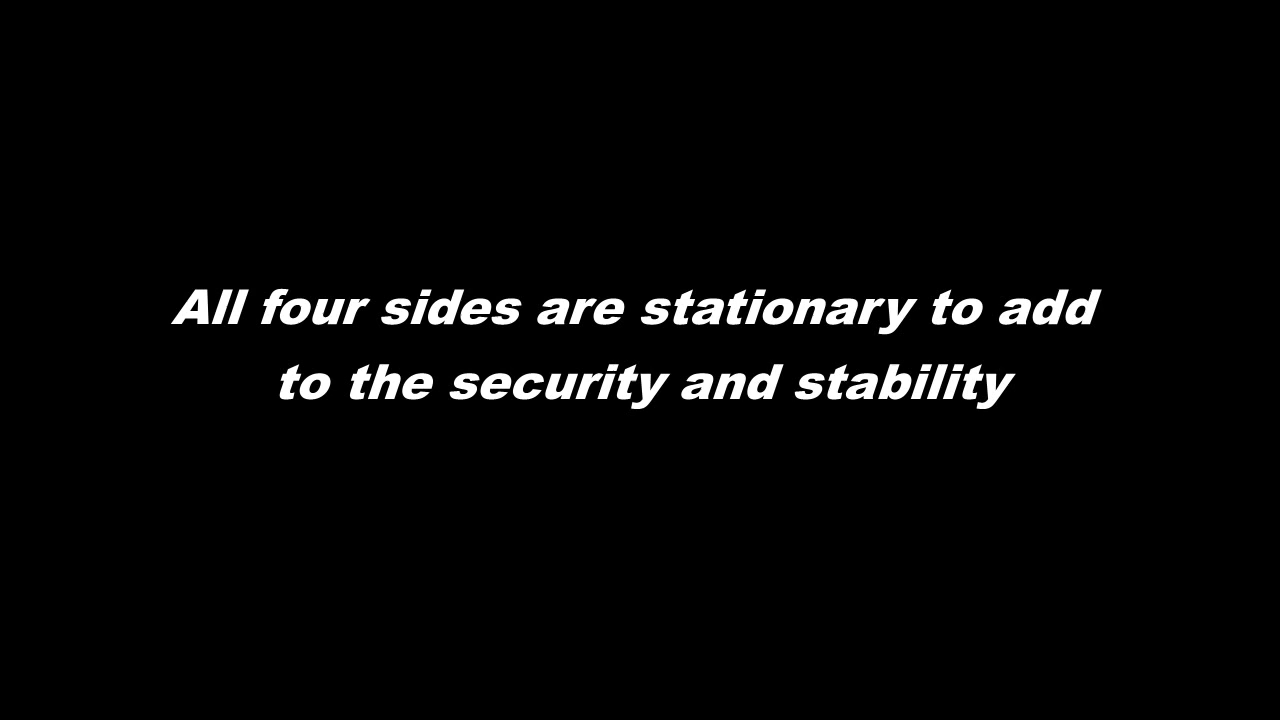 All four sides are stationary to add
to the security and stability